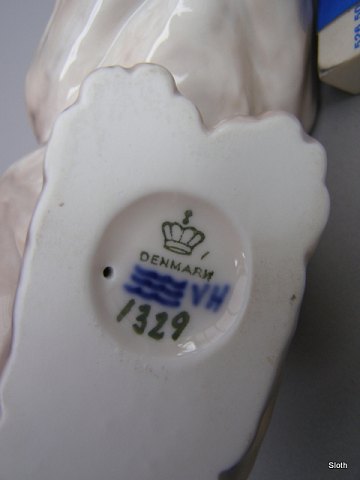 DENMARK
VH
1329
Sloth